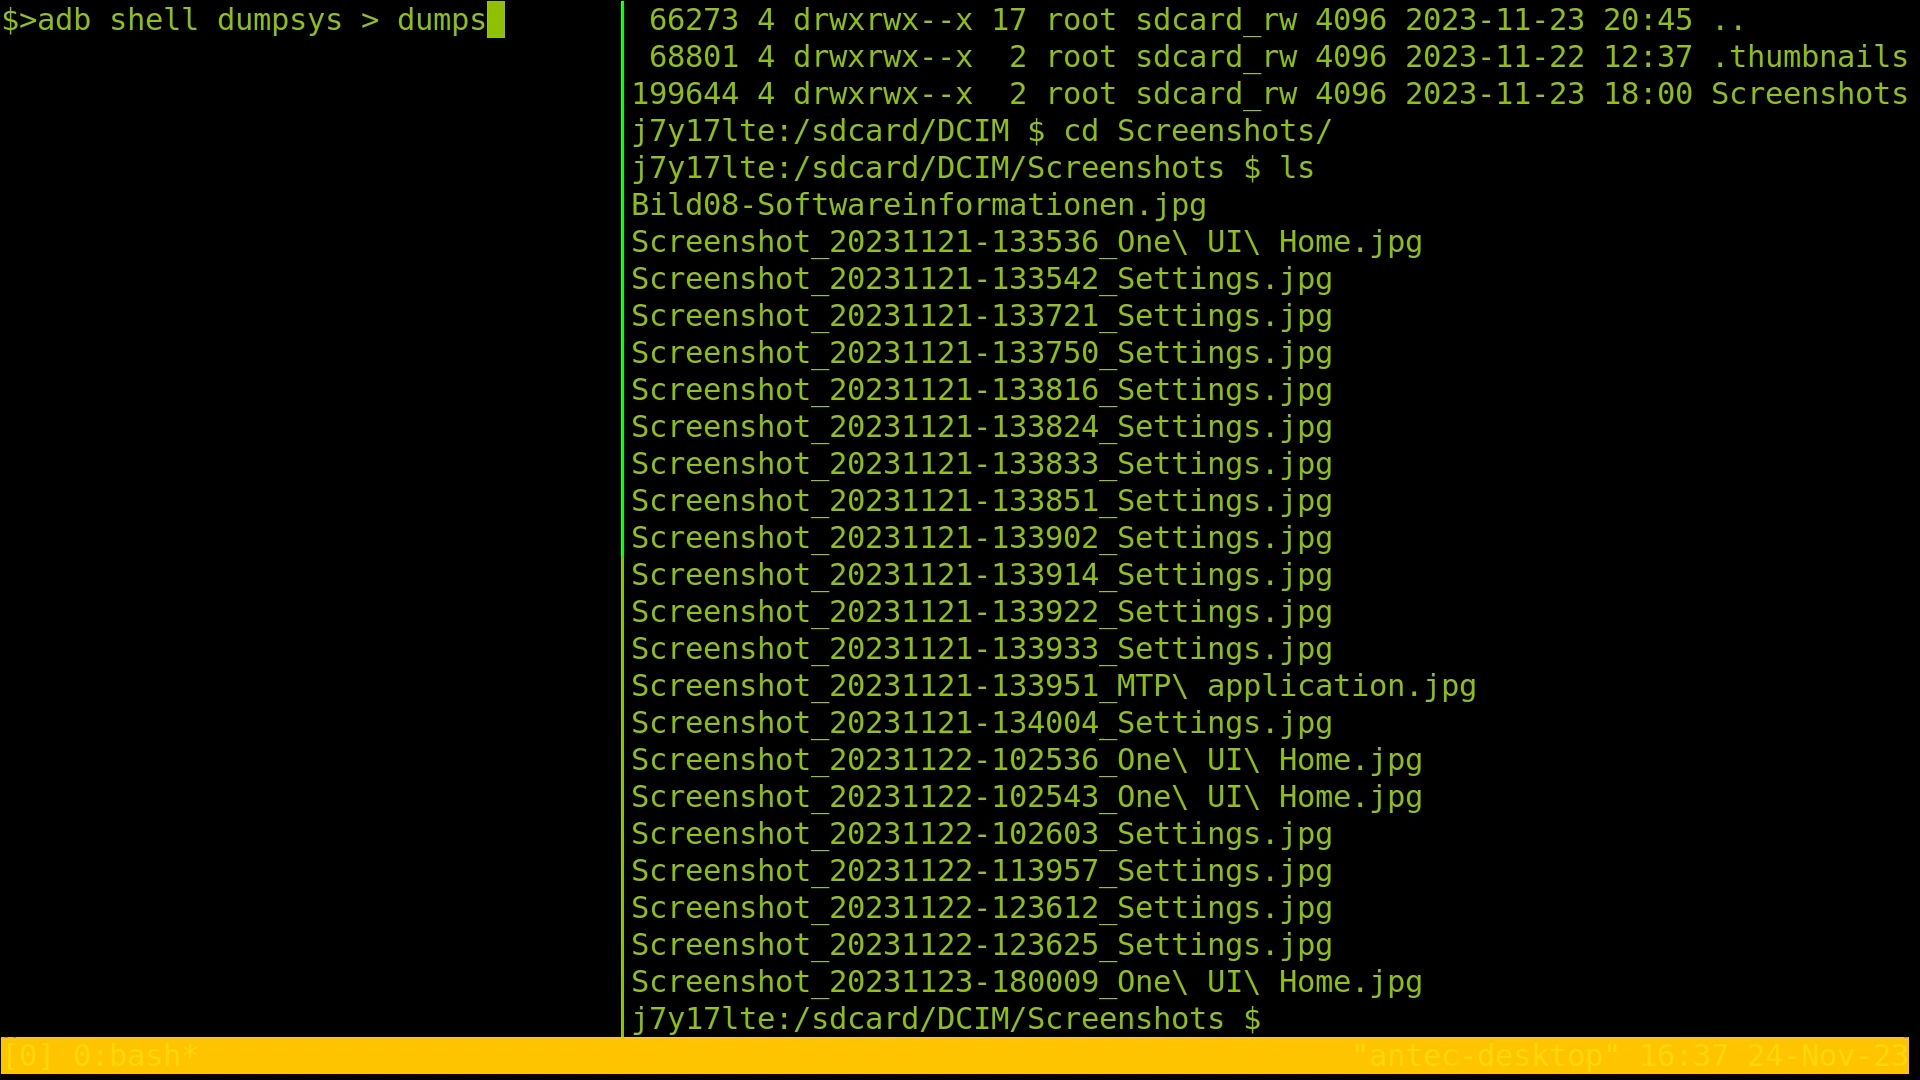 $>adb shell dumpsys > dumps
66273 4 drwxrwx--x 17 root sdcard_rw 4096 2023-11-23 20:45 ..
68801 4 drwxrwx--x  2 root sdcard_rw 4096 2023-11-22 12:37 .thumbnails
199644 4 drwxrwx--x  2 root sdcard_rw 4096 2023-11-23 18:00 Screenshots
j7y17lte:/sdcard/DCIM $ cd Screenshots/
j7y17lte:/sdcard/DCIM/Screenshots $ ls
Bild08-Softwareinformationen.jpg
Screenshot_20231121-133536_One\ UI\ Home.jpg
Screenshot_20231121-133542_Settings.jpg
Screenshot_20231121-133721_Settings.jpg
Screenshot_20231121-133750_Settings.jpg
Screenshot_20231121-133816_Settings.jpg
Screenshot_20231121-133824_Settings.jpg
Screenshot_20231121-133833_Settings.jpg
Screenshot_20231121-133851_Settings.jpg
Screenshot_20231121-133902_Settings.jpg
Screenshot_20231121-133914_Settings.jpg
Screenshot_20231121-133922_Settings.jpg
Screenshot_20231121-133933_Settings.jpg
Screenshot_20231121-133951_MTP\ application.jpg
Screenshot_20231121-134004_Settings.jpg
Screenshot_20231122-102536_One\ UI\ Home.jpg
Screenshot_20231122-102543_One\ UI\ Home.jpg
Screenshot_20231122-102603_Settings.jpg
Screenshot_20231122-113957_Settings.jpg
Screenshot_20231122-123612_Settings.jpg
Screenshot_20231122-123625_Settings.jpg
Screenshot_20231123-180009_One\ UI\ Home.jpg
j7y17lte:/sdcard/DCIM/Screenshots $
[0] 0:bash* "antec-desktop" 16:37 24-Nov-23